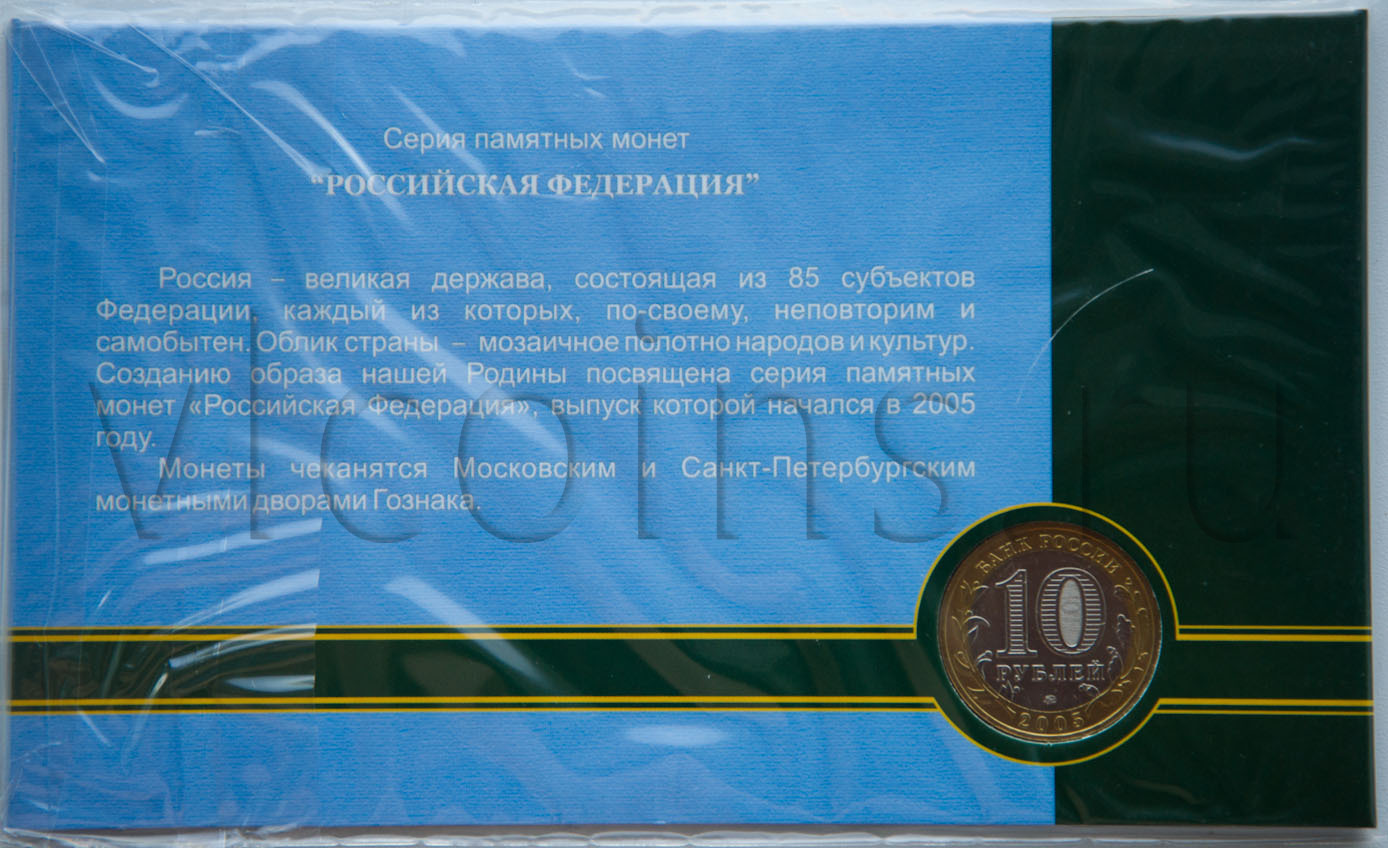 Серия памятных монет
“РОССИЙСКАЯ ФЕДЕРАЦИЯ”
Россия – великая держава, состоящая из 85 субъектов
Федерации, каждый из которых, по-своему, неповторим и
самобытен. Облик страны – мозаичное полотно народов и культур.
Созданию образа нашей Родины посвящена серия памятных
монет «Российская Федерация», выпуск которой начался в 2005
году.
Монеты чеканятся Московским и Санкт-Петербургским
монетными дворами Гознака.
vlcoins.ru
БАНК РОССИИ
10
РУБЛЕЙ
2005